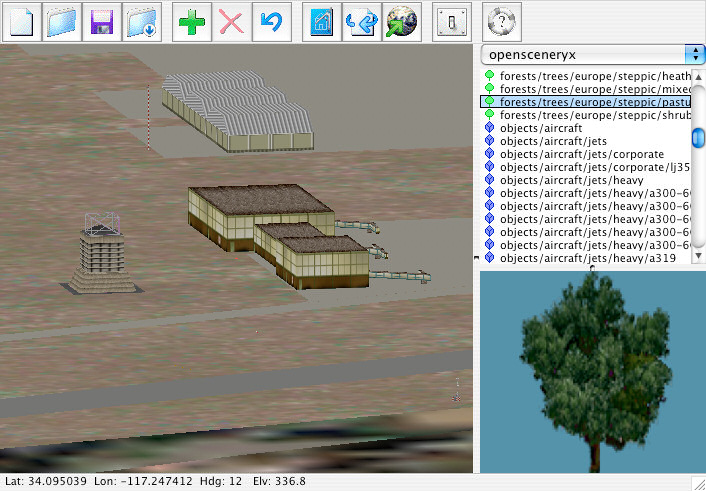 opensceneryx
forests/trees/europe/steppic/heath
forests/trees/europe/steppic/mixed
forests/trees/europe/steppic/pastu
forests/trees/europe/steppic/shrub
objects/aircraft
objects/aircraft/jets
objects/aircraft/jets/corporate
objects/aircraft/jets/corporate/lj35
objects/aircraft/jets/heavy
objects/aircraft/jets/heavy/a300-60
objects/aircraft/jets/heavy/a300-60
objects/aircraft/jets/heavy/a300-60
objects/aircraft/jets/heavy/a300-60
objects/aircraft/jets/heavy/a300-60
objects/aircraft/jets/heavy/a319
Lat: 34.095039 Lon: -117.247412 Hdg: 12 Elv: 336.8